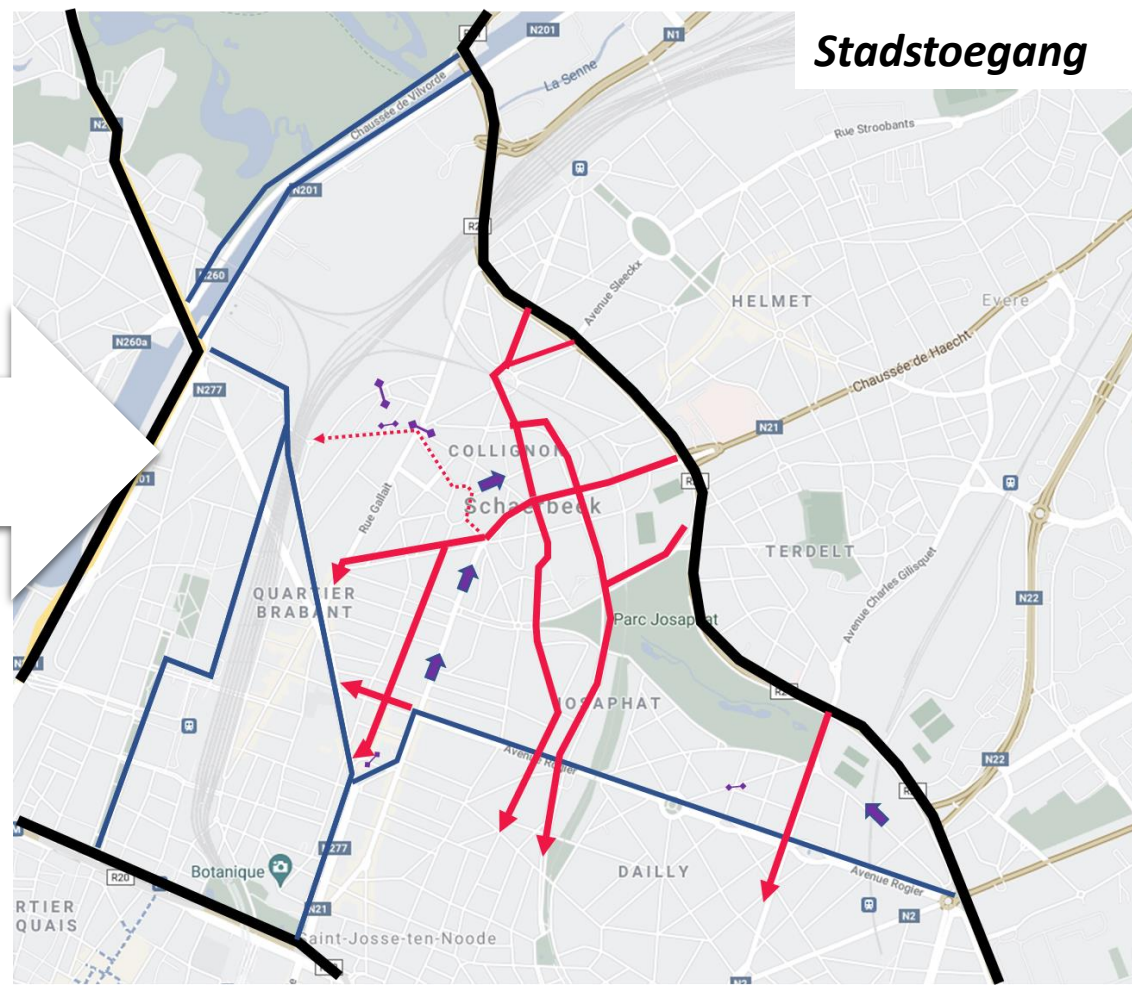 Stadstoegang
N201
N1
La Senne
Chaussée de Vilvorde
Rue Stroobants
N201
Avenue Sleeckx
N260
HELMET
Evere
N260a
Chaussée de Haecht
N277
N21
COLLIGNON
Rue Gallait
Schaerbeek
TERDELT
Avenue Charles Gilisquet
QUARTIER
BRABANT
N22
Parc Josaphat
JOSAPHAT
Avenue Rogier
N22
N277
Botanique
DAILLY
R20
Avenue Rogier
N21
N2
RTIER
QUAIS
Saint-Josse-ten-Noode